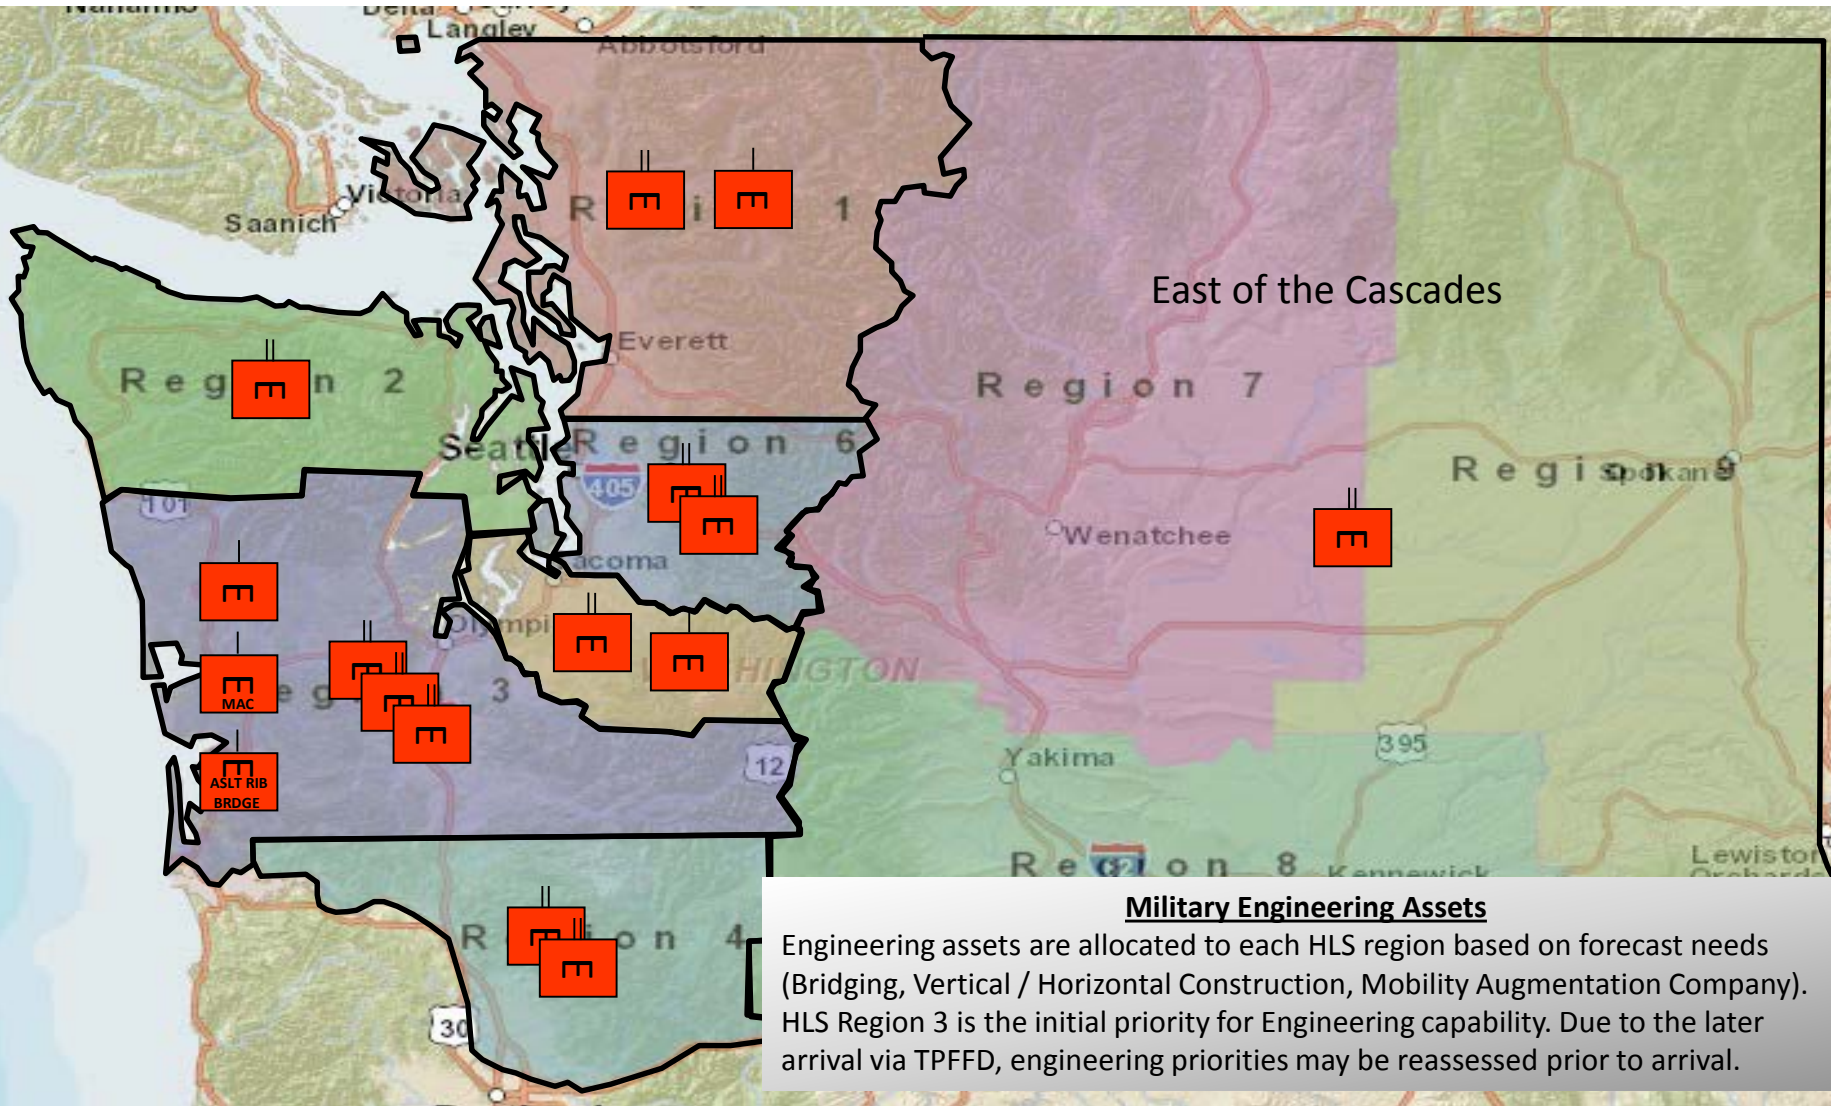 Delta
Langley
Abbotsford
Victoria
Saanich
Region 1
East of the Cascades
Everett
Region 2
Region 7
Seattle
Region 6
405
101
Region 9
Spokane
Wenatchee
Tacoma
Olympi
WASHINGTON
E
E
E
E
E
E
E
E
E
E
MAC
E
ASLT RIB
BRDGE
E
E
E
E
E
Region 3
12
395
Yakima
Region 8
Kennewick
Lewiston
Orchards
Region 4
30
Military Engineering Assets
Engineering assets are allocated to each HLS region based on forecast needs
(Bridging, Vertical / Horizontal Construction, Mobility Augmentation Company).
HLS Region 3 is the initial priority for Engineering capability. Due to the later
arrival via TPFFD, engineering priorities may be reassessed prior to arrival.